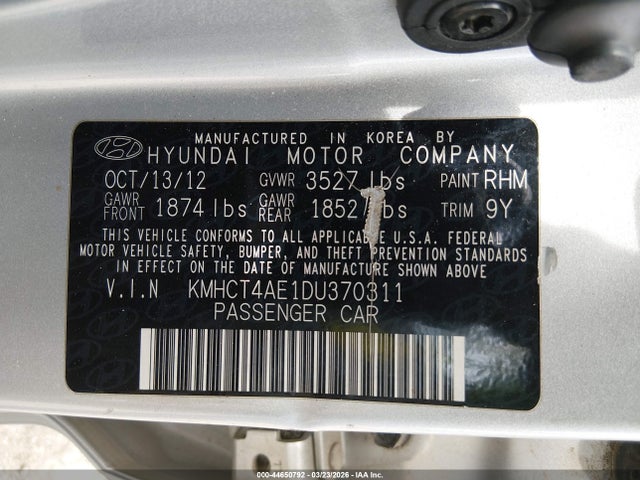 MANUFACTURED IN KOREA BY
HYUNDAI MOTOR COMPANY
OCT/13/12 GVWR 3527 lbs PAINT RHM
GAWR FRONT 1874 lbs GAWR REAR 1852 lbs TRIM 9Y
THIS VEHICLE CONFORMS TO ALL APPLICABLE U.S.A. FEDERAL
MOTOR VEHICLE SAFETY, BUMPER, AND THEFT PREVENTION STANDARDS
IN EFFECT ON THE DATE OF MANUFACTURE SHOWN ABOVE
V.I.N KMHCT4AE1DU370311
PASSENGER CAR
000-44650792 - 03/23/2026 - IAA Inc.